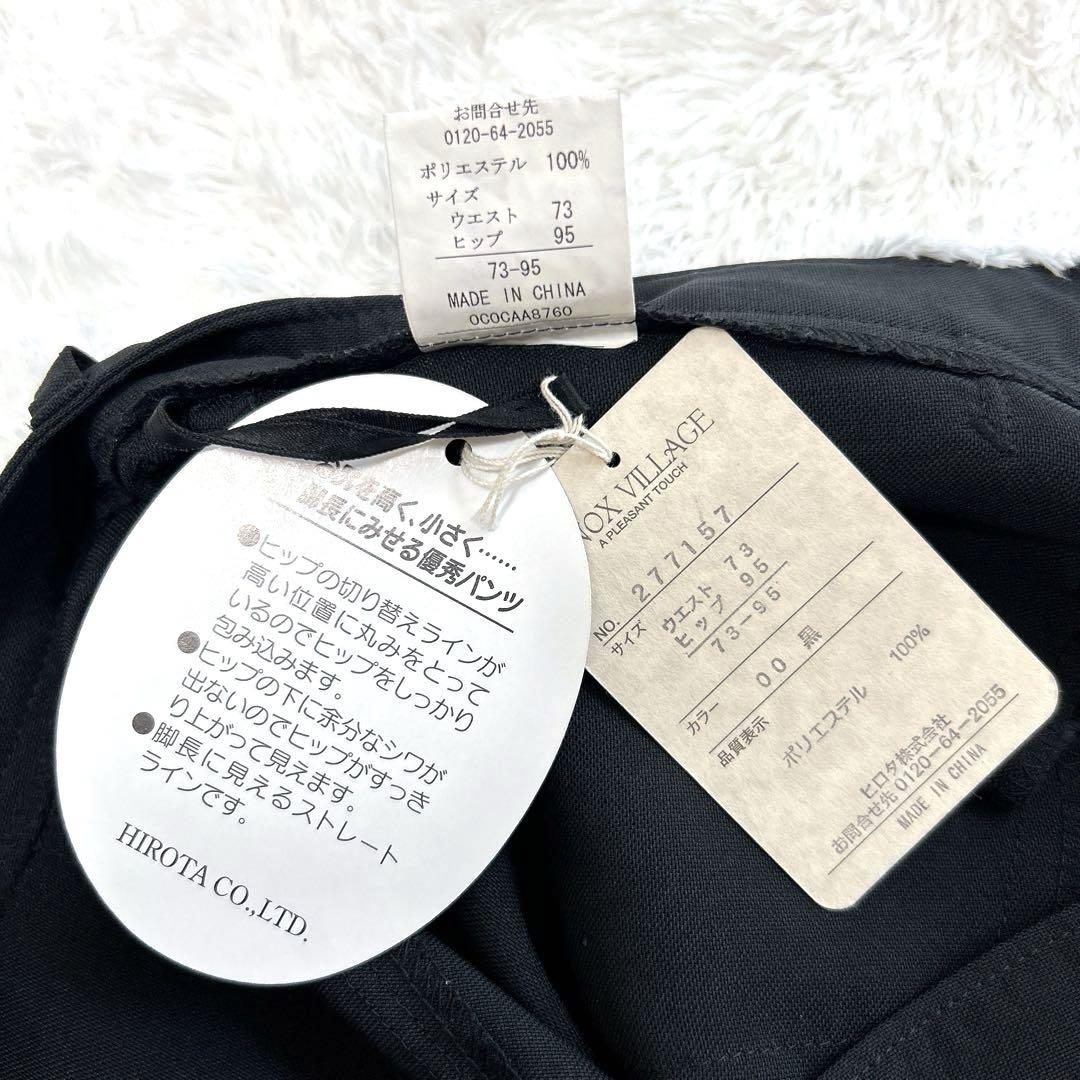 お問合せ先
0120-64-2055
ポリエステル 100%
サイズ
ウエスト 73
ヒップ 95
73-95
MADE IN CHINA
0C0CAA8760
高く、小さく……
脚長にみせる優秀パンツ
●ヒップの切り替えラインが
高い位置に丸みをとって
いるのでヒップをしっかり
包み込みます。
●ヒップの下に余分なシワが
出ないのでヒップがすっき
り上がって見えます。
●脚長に見えるストレート
ラインです。
HIROTA CO.,LTD.
VILLAGE
A PLEASANT TOUCH
NO. 277157
サイズ ウエスト 73
ヒップ 95
73-95
カラー 00 黒
品質表示
ポリエステル 100%
ヒロタ株式会社
お問合せ先 0120-64-2055
MADE IN CHINA